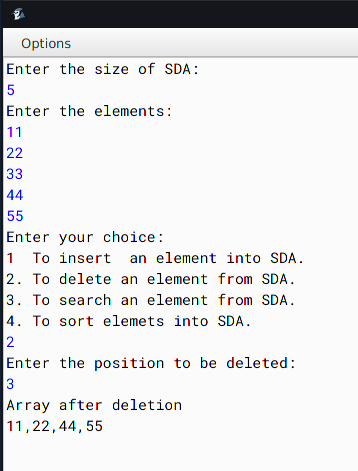 Options
Enter the size of SDA:
5
Enter the elements:
11
22
33
44
55
Enter your choice:
1  To insert  an element into SDA.
2. To delete an element from SDA.
3. To search an element from SDA.
4. To sort elemets into SDA.
2
Enter the position to be deleted:
3
Array after deletion
11,22,44,55